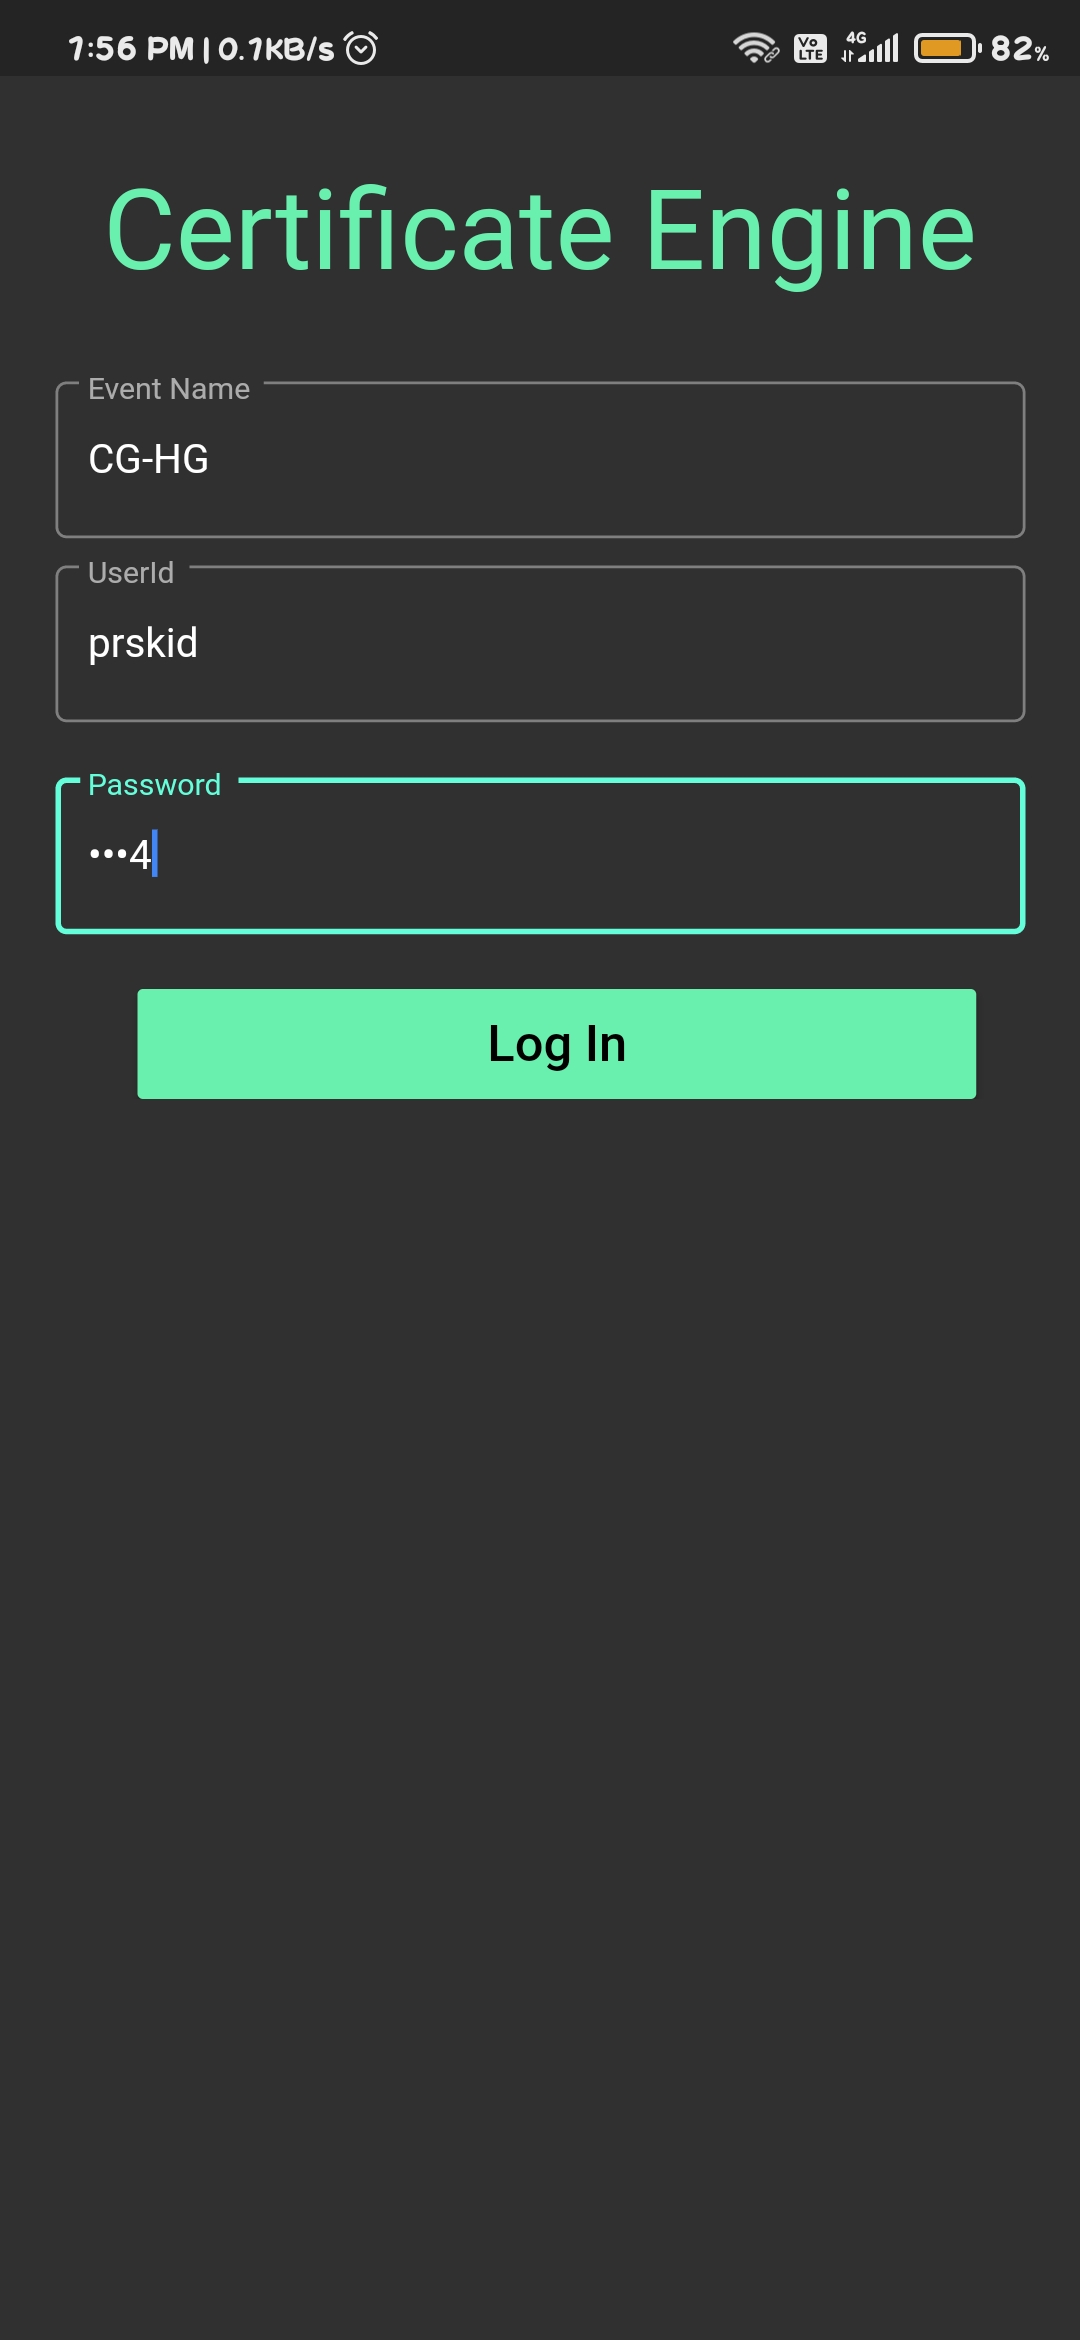 1:56 PM | 0.1KB/s Vo LTE 4G 82%
Certificate Engine
Event Name
CG-HG
UserId
prskid
Password
•••4
Log In